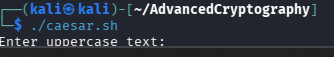 ┌──(kali㉿kali)-[~/AdvancedCryptography]
└─$ ./caesar.sh
Enter uppercase text: